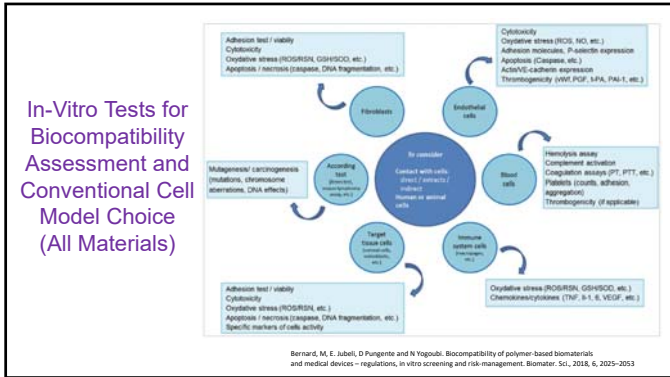 In-Vitro Tests for
Biocompatibility
Assessment and
Conventional Cell
Model Choice
(All Materials)
Adhesion test / viability
Cytotoxicity
Oxydative stress (ROS/RSN, GSH/SOD, etc.)
Apoptosis / necrosis (caspase, DNA fragmentation, etc.)
Cytotoxicity
Oxydative stress (ROS, NO, etc.)
Adhesion molecules, P-selectin expression
Apoptosis (Caspase, etc.)
Actin/VE-cadherin expression
Thrombogenicity (vWf, PGF, t-PA, PAI-1, etc.)
Fibroblasts
Endothelial
cells
Mutagenesis/ carcinogenesis
(mutations, chromosome
aberrations, DNA effects)
According
test
To consider
Contact with cells:
direct / extracts /
indirect
Human or animal
cells
Blood
cells
Hemolysis assay
Complement activation
Coagulation assays (PT, PTT, etc.)
Platelets (counts, adhesion,
aggregation)
Thrombogenicity (if applicable)
Target
tissue cells
etc.)
Immune
system cells
(macrophages,
etc.)
Adhesion test / viability
Cytotoxicity
Oxydative stress (ROS/RSN, etc.)
Apoptosis / necrosis (caspase, DNA fragmentation, etc.)
Specific markers of cells activity
Oxydative stress (ROS/RSN, GSH/SOD, etc.)
Chemokines/cytokines (TNF, Il-1, 6, VEGF, etc.)
Bernard, M, E. Jubeli, D Pungente and N Yogoubi. Biocompatibility of polymer-based biomaterials
and medical devices – regulations, in vitro screening and risk-management. Biomater. Sci., 2018, 6, 2025–2053